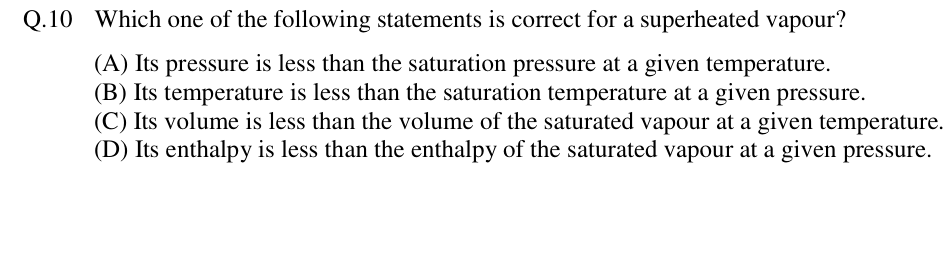 Q.10 Which one of the following statements is correct for a superheated vapour?
(A) Its pressure is less than the saturation pressure at a given temperature.
(B) Its temperature is less than the saturation temperature at a given pressure.
(C) Its volume is less than the volume of the saturated vapour at a given temperature.
(D) Its enthalpy is less than the enthalpy of the saturated vapour at a given pressure.